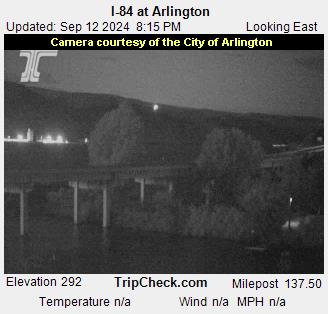 I-84 at Arlington
Updated: Sep 12 2024 8:15 PM Looking East
Camera courtesy of the City of Arlington
Elevation 292 TripCheck.com Milepost 137.50
Temperature n/a Wind n/a MPH n/a